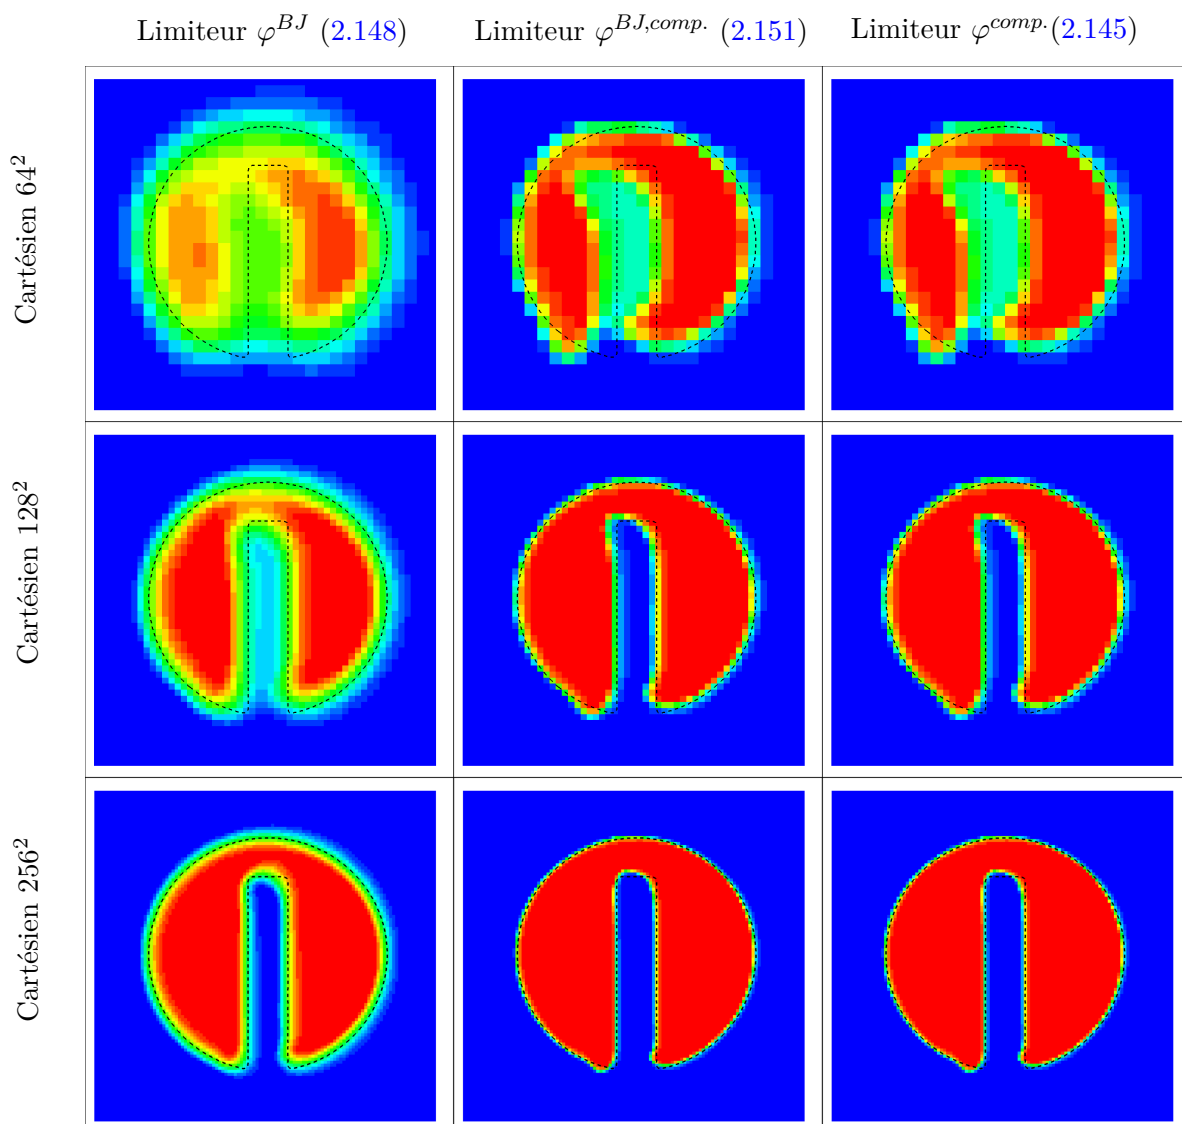 Limiteur φ^{BJ} (2.148)
Limiteur φ^{BJ,comp.} (2.151)
Limiteur φ^{comp.}(2.145)
Cartésien 64²
Cartésien 128²
Cartésien 256²